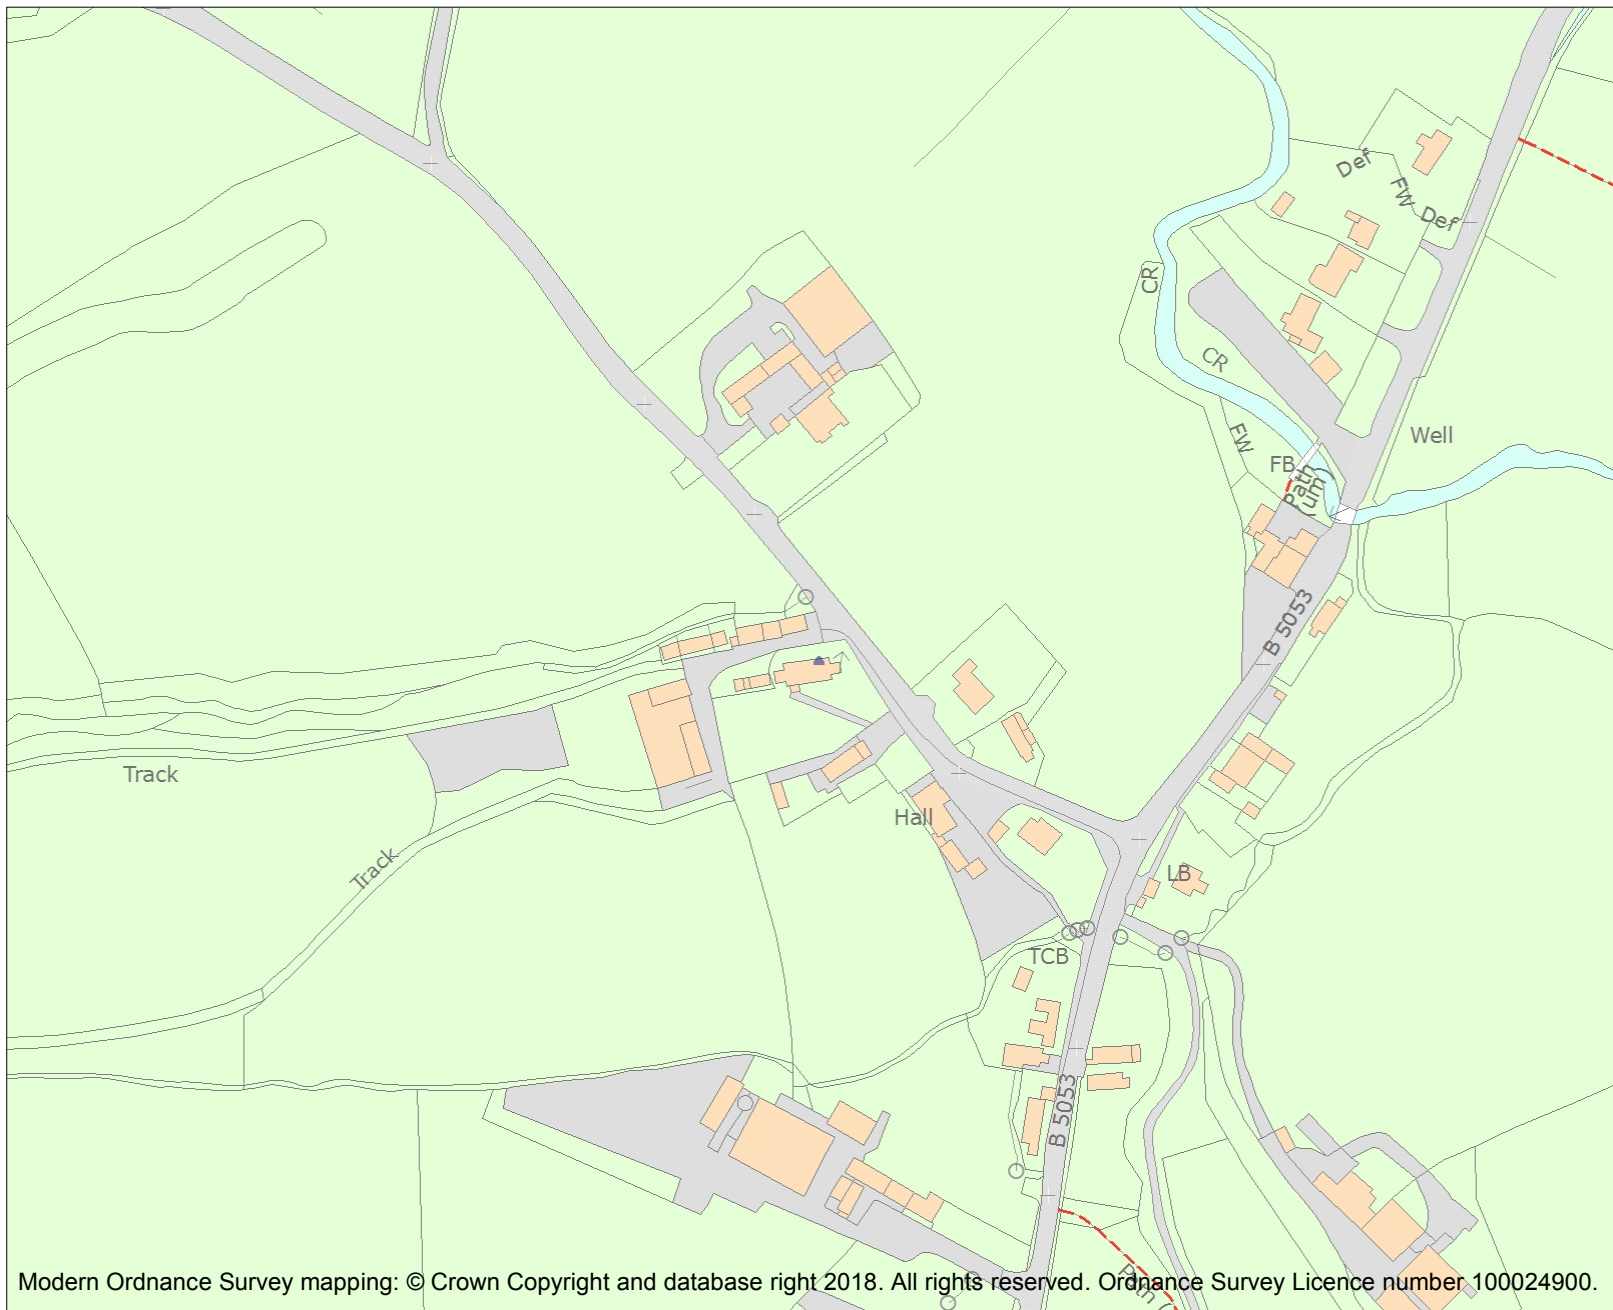 Def
FW
Def
CR
CR
Well
FW
FB
Path
(um)
B 5053
Track
Hall
Track
LB
TCB
B 5053
Path (
Modern Ordnance Survey mapping: © Crown Copyright and database right 2018. All rights reserved. Ordnance Survey Licence number 100024900.